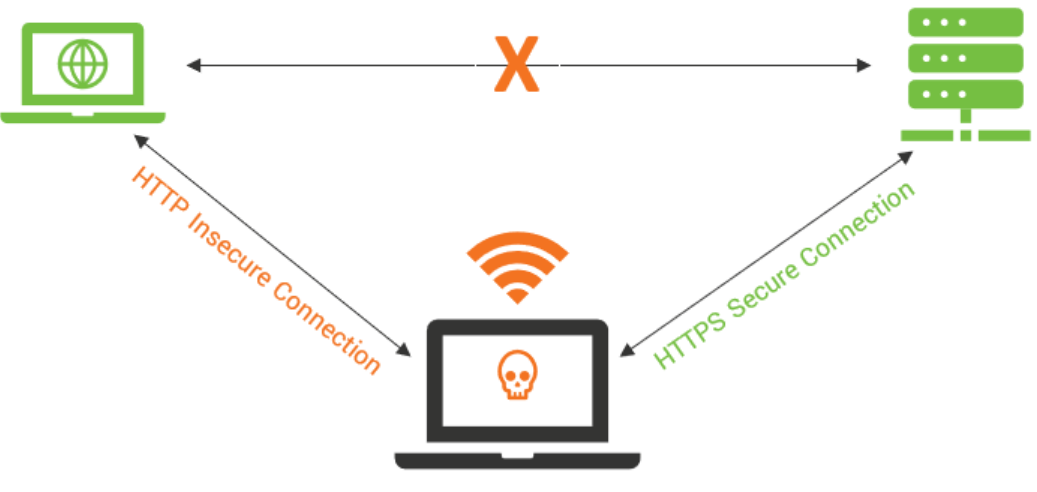 X
HTTP Insecure Connection
HTTPS Secure Connection